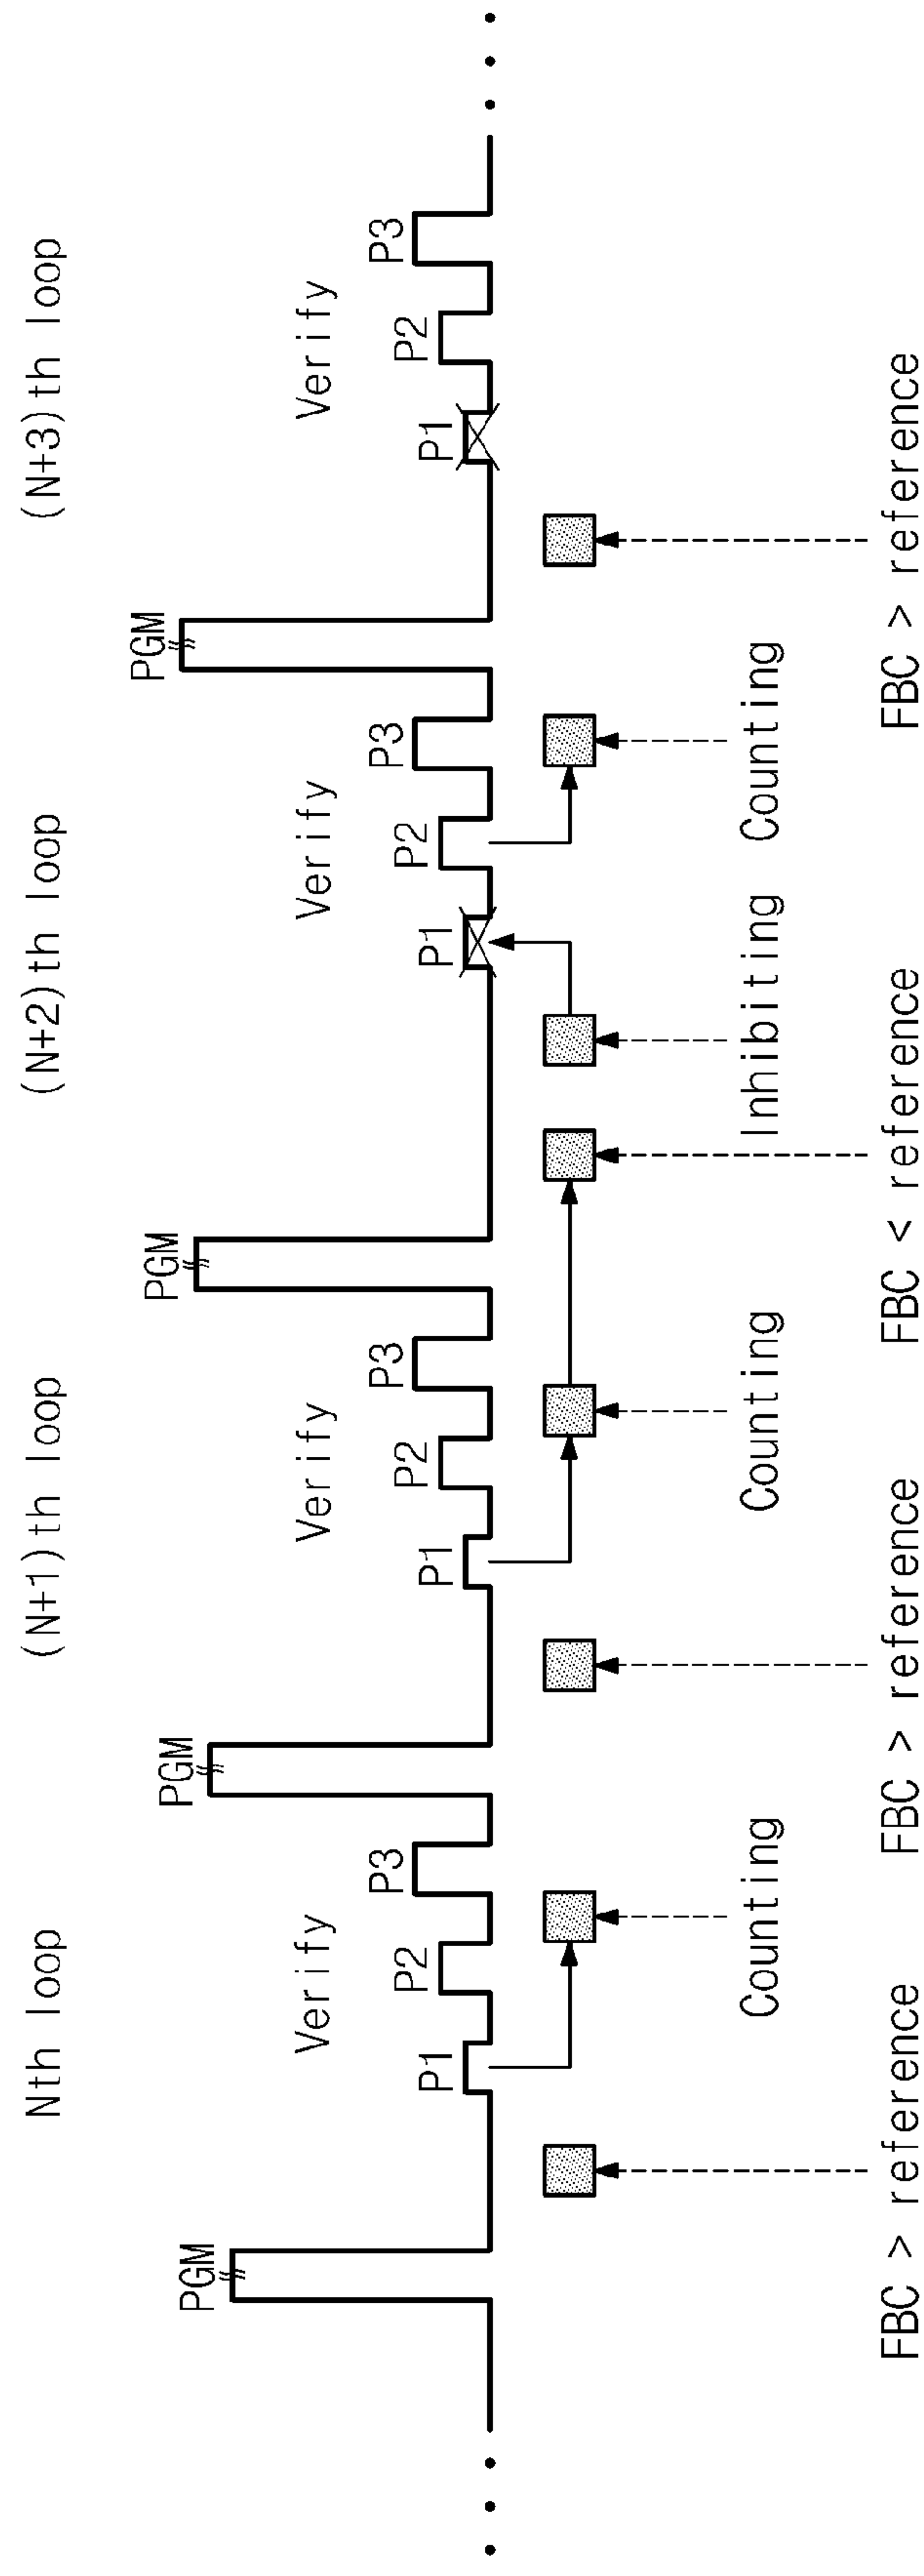 Nth loop
(N+1)th loop
(N+2)th loop
(N+3)th loop
PGM
PGM
PGM
PGM
Verify
Verify
Verify
Verify
P1
P2
P3
P1
P2
P3
P1
P2
P3
P1
P2
P3
Counting
Counting
Inhibiting
Counting
FBC > reference
FBC > reference
FBC < reference
FBC > reference